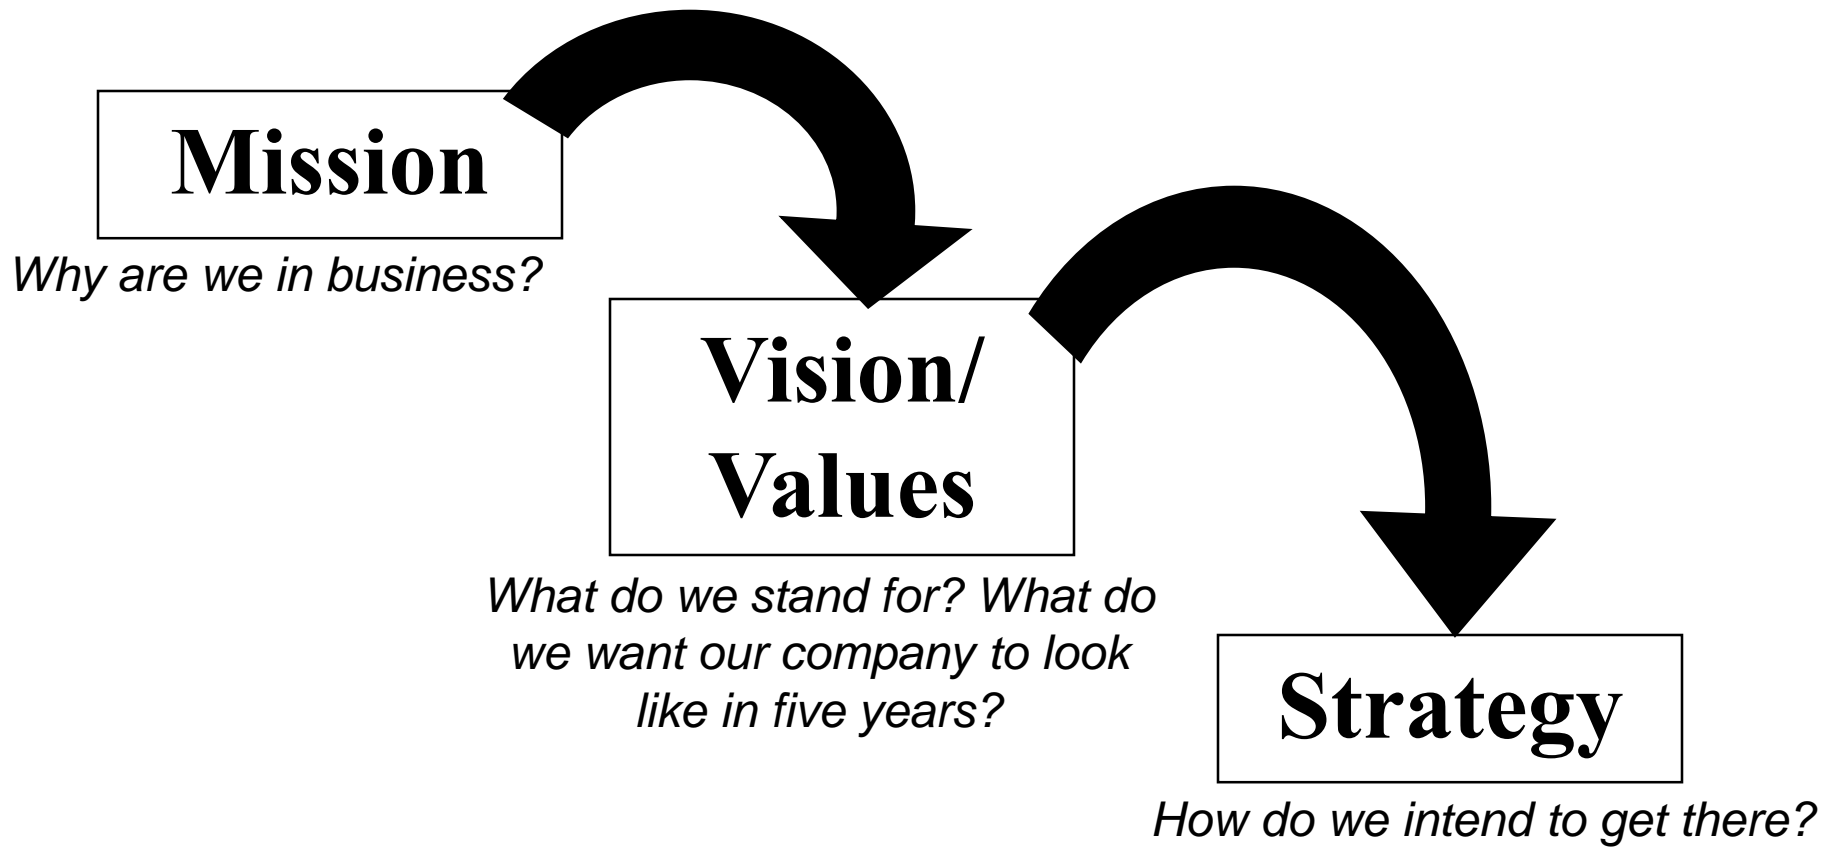 Mission
Why are we in business?
Vision/
Values
What do we stand for? What do
we want our company to look
like in five years?
Strategy
How do we intend to get there?